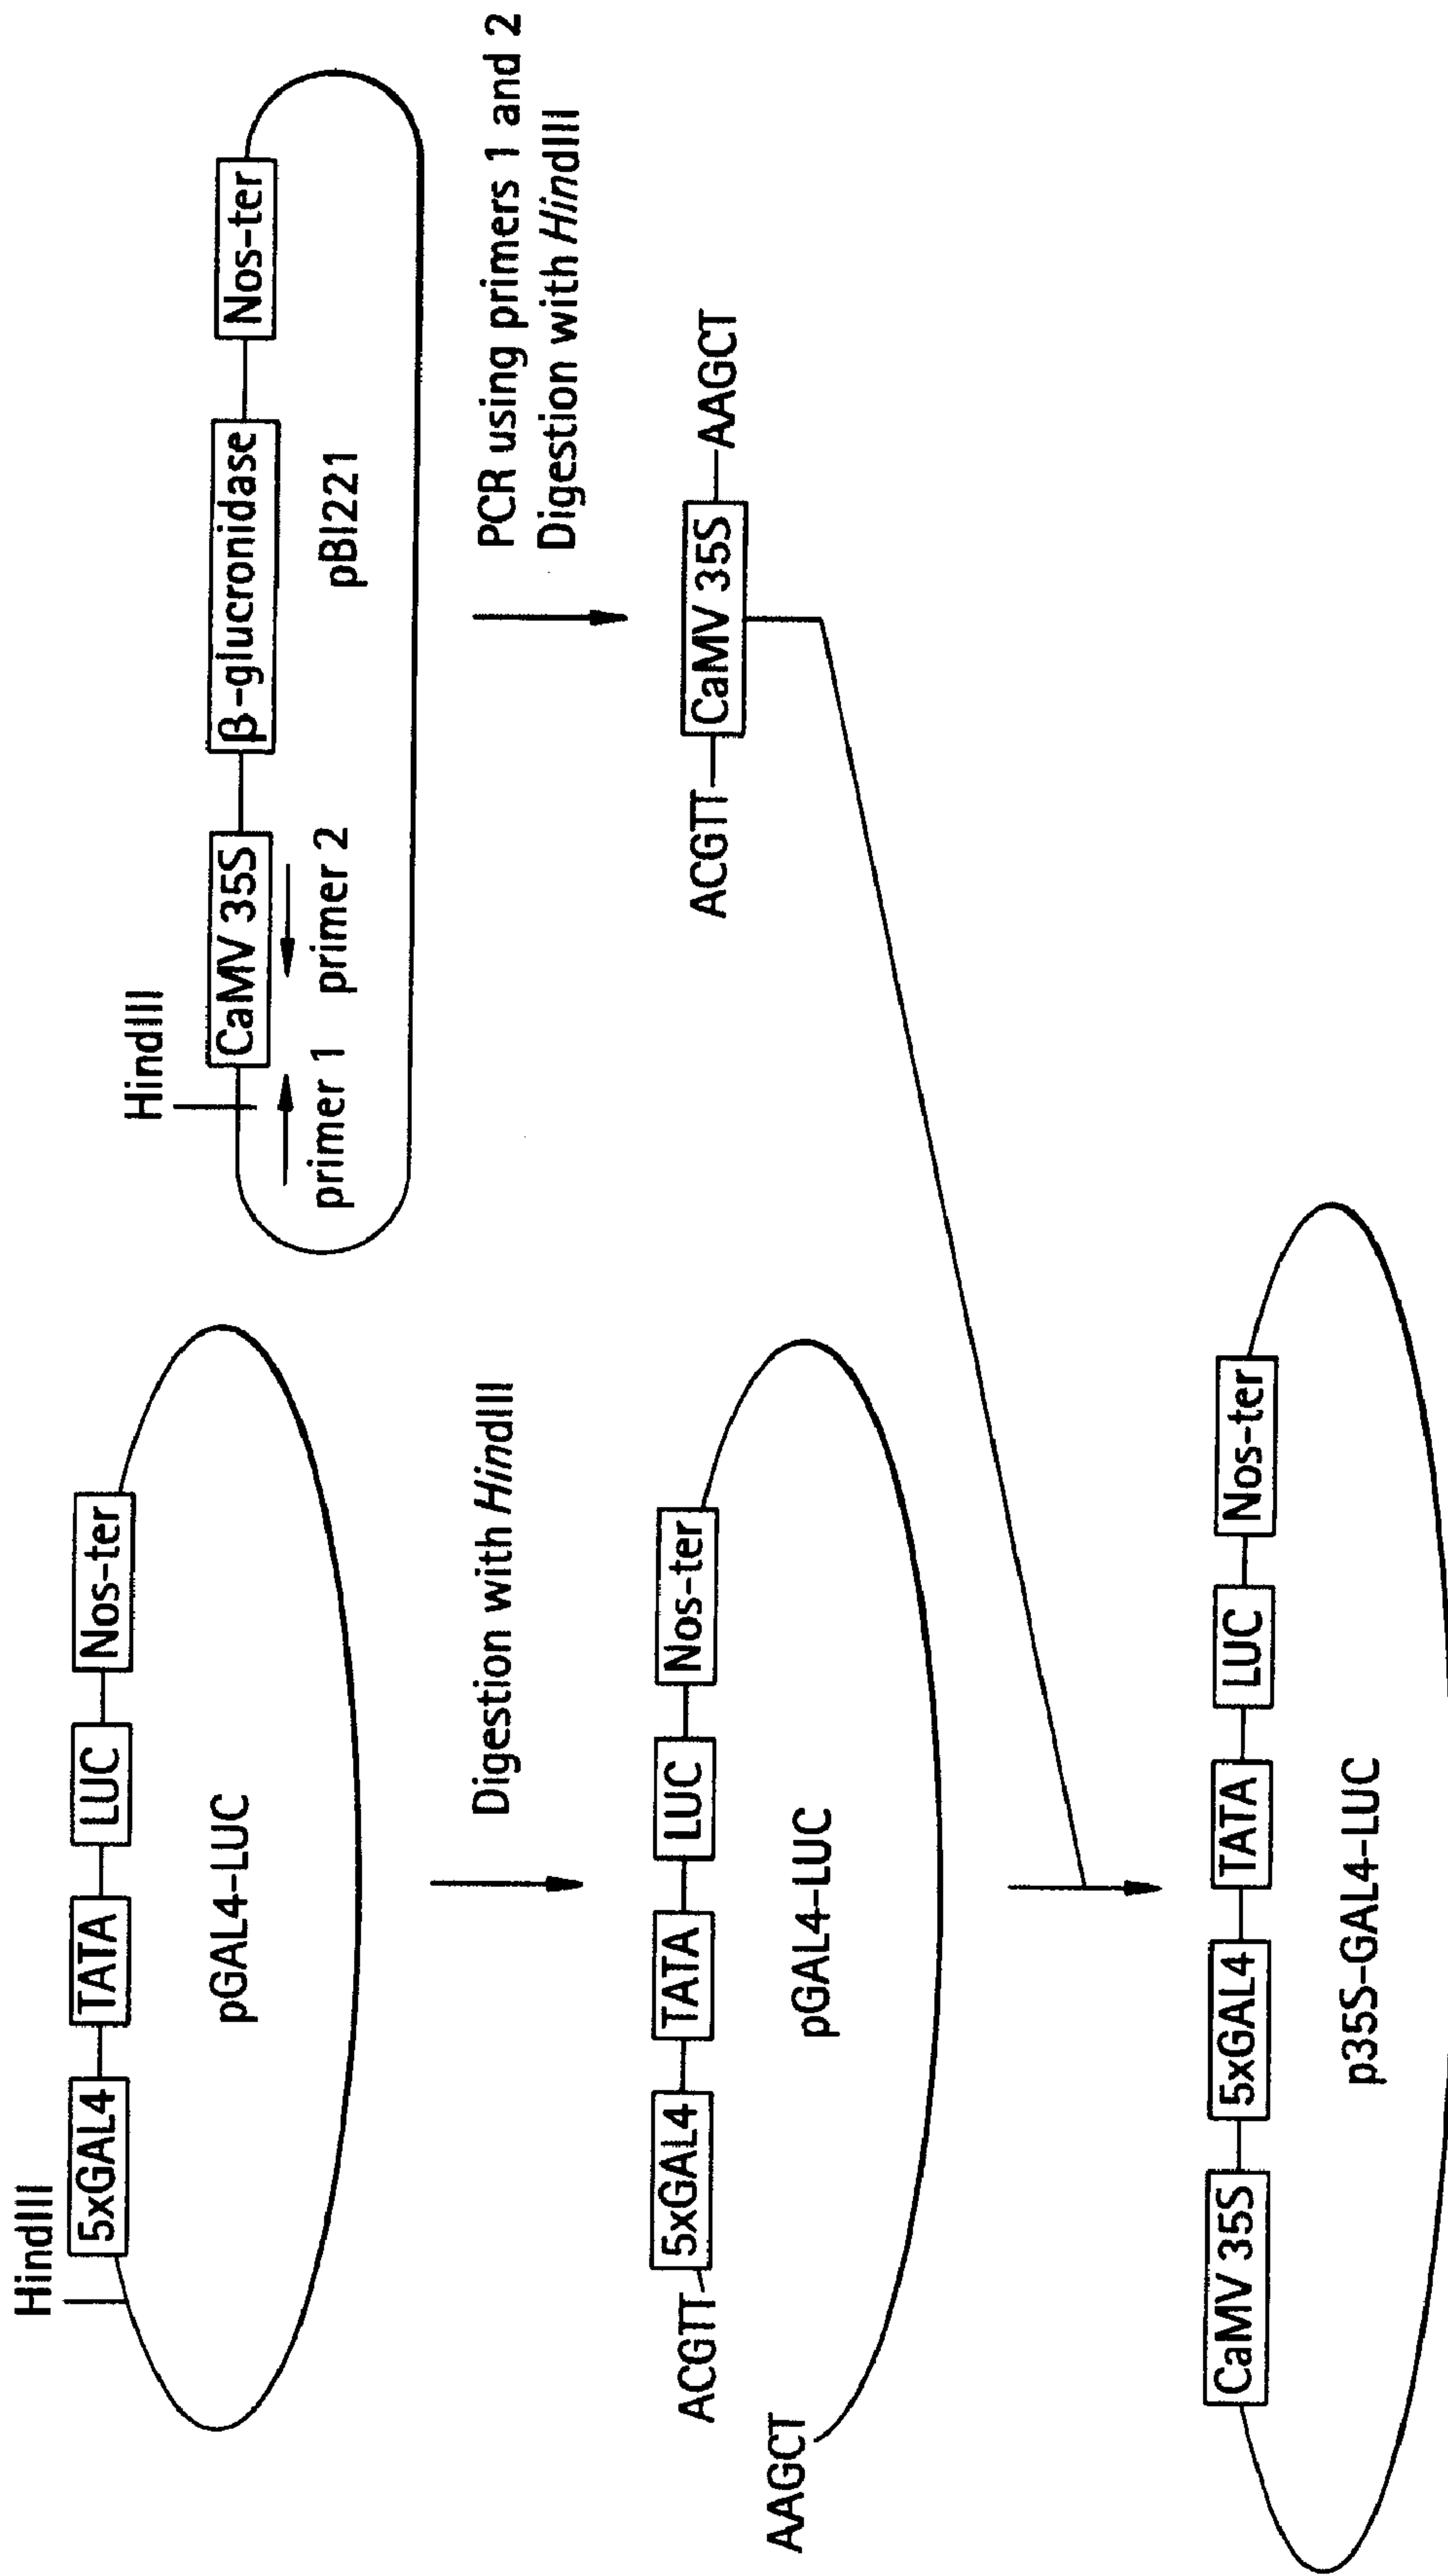 HindIII
5xGAL4 TATA LUC Nos-ter
pGAL4-LUC
HindIII
CaMV 35S β-glucronidase Nos-ter
primer 1 primer 2
pBI221
Digestion with HindIII
PCR using primers 1 and 2
Digestion with HindIII
ACGTT 5xGAL4 TATA LUC Nos-ter
AAGCT
pGAL4-LUC
ACGTT CaMV 35S AAGCT
CaMV 35S 5xGAL4 TATA LUC Nos-ter
p35S-GAL4-LUC